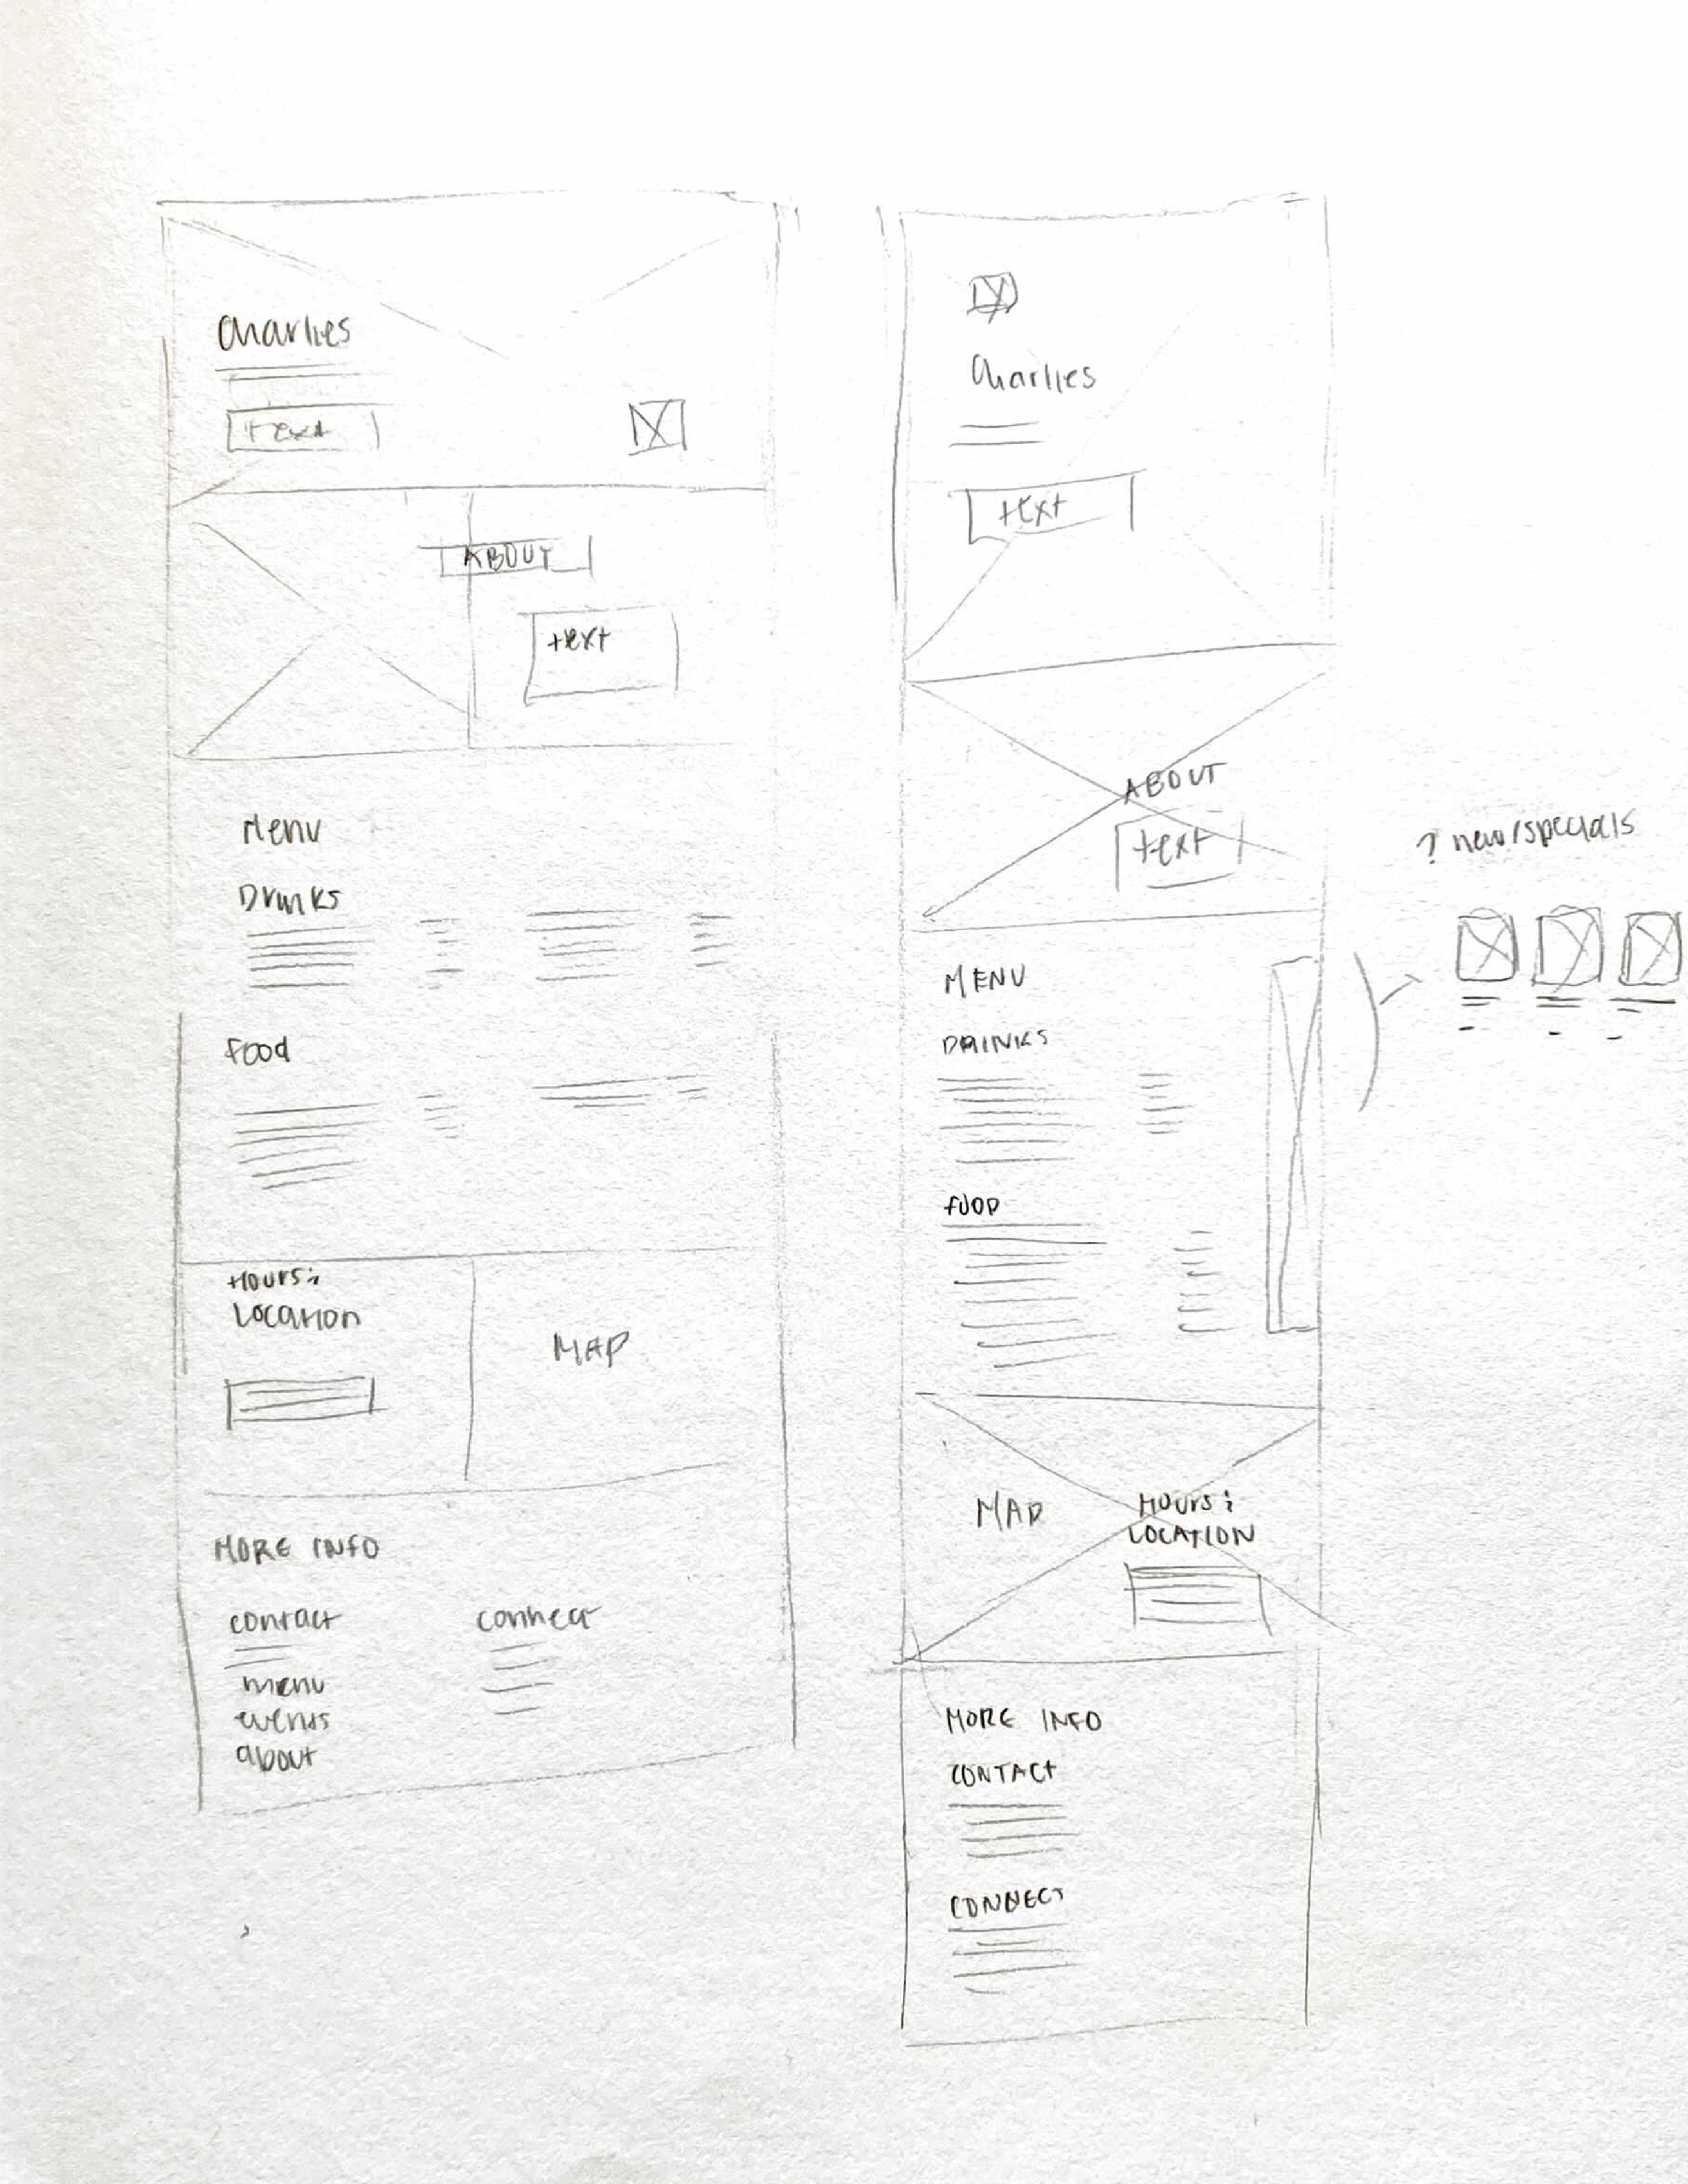 Charlies
text
ABOUT
text
Menu
Drinks
food
Hours &
Location
MAP
MORE INFO
contact
connect
menu
events
about
Charlies
text
ABOUT
text
MENU
DRINKS
FOOD
MAP
HOURS &
LOCATION
MORE INFO
CONTACT
CONNECT
? new/specials